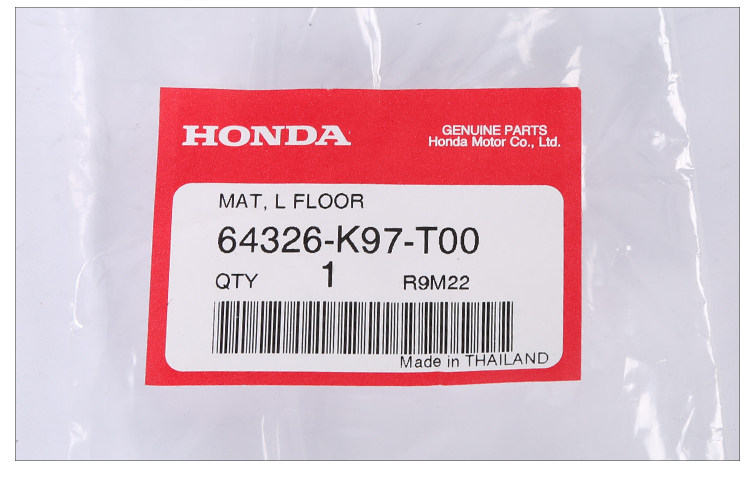 HONDA
GENUINE PARTS
Honda Motor Co., Ltd.
MAT, L FLOOR
64326-K97-T00
QTY 1 R9M22
Made in THAILAND